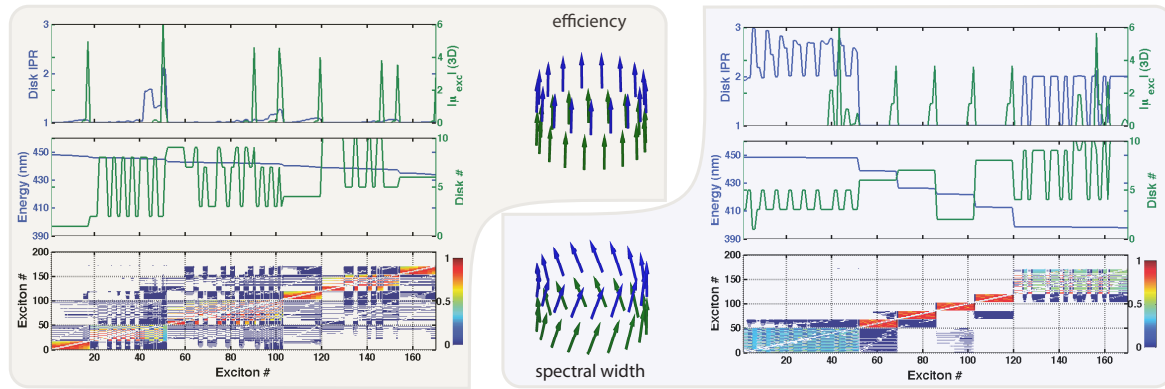 efficiency
3
2
1
Disk IPR
6
4
2
0
|μ exc| (3D)
450
430
410
390
Energy (nm)
10
5
0
Disk #
200
150
100
50
0
Exciton #
20 40 60 80 100 120 140 160
Exciton #
1
0.5
0
spectral width
3
2
1
Disk IPR
6
4
2
0
|μ exc| (3D)
450
430
410
390
Energy (nm)
10
5
0
Disk #
200
150
100
50
0
Exciton #
20 40 60 80 100 120 140 160
Exciton #
1
0.5
0